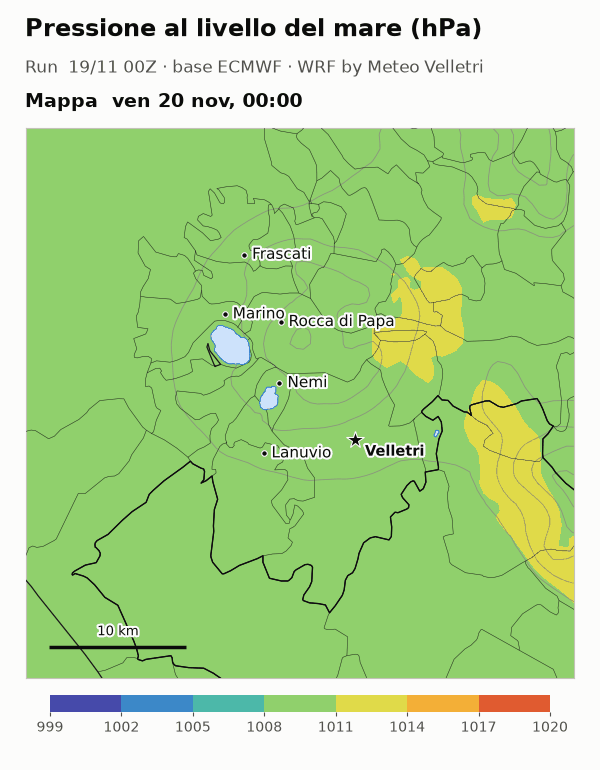 Pressione al livello del mare (hPa)
Run  19/11 00Z · base ECMWF · WRF by Meteo Velletri
Mappa  ven 20 nov, 00:00
Frascati
Marino
Rocca di Papa
Nemi
Velletri
Lanuvio
10 km
999 1002 1005 1008 1011 1014 1017 1020